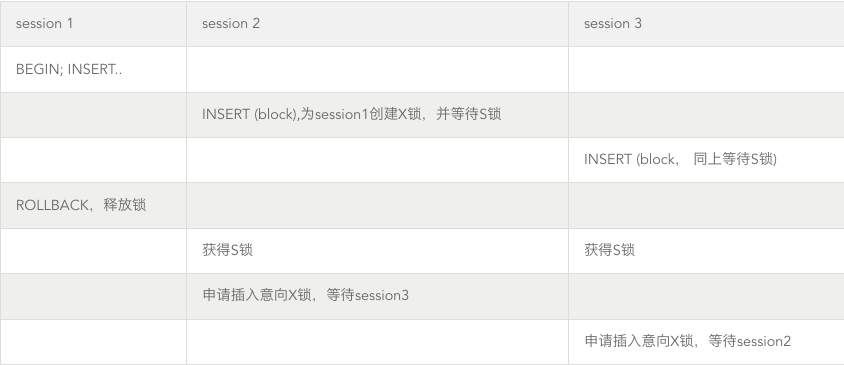 session 1
session 2
session 3
BEGIN; INSERT..
INSERT (block),为session1创建X锁，并等待S锁
INSERT (block， 同上等待S锁)
ROLLBACK，释放锁
获得S锁
获得S锁
申请插入意向X锁，等待session3
申请插入意向X锁，等待session2